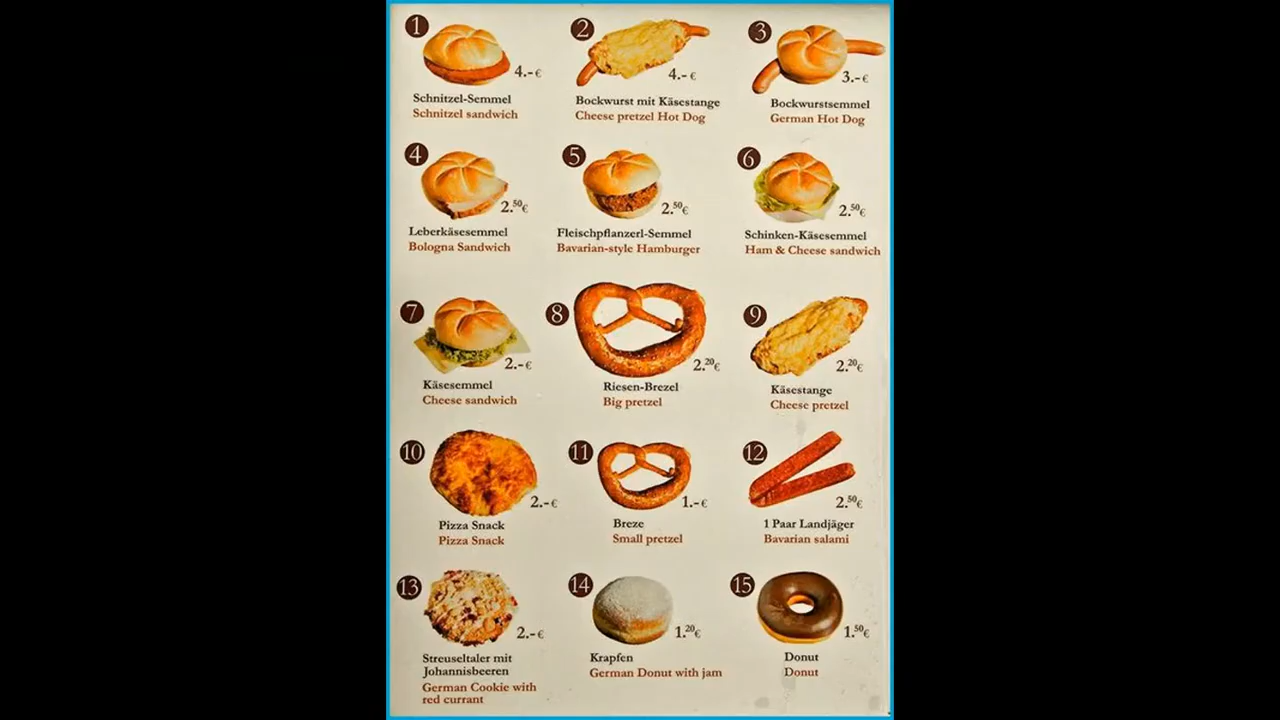 1
4.-€
Schnitzel-Semmel
Schnitzel sandwich
2
4.-€
Bockwurst mit Käsestange
Cheese pretzel Hot Dog
3
3.-€
Bockwurstsemmel
German Hot Dog
4
2.50€
Leberkäsesemmel
Bologna Sandwich
5
2.50€
Fleischpflanzerl-Semmel
Bavarian-style Hamburger
6
2.50€
Schinken-Käsesemmel
Ham & Cheese sandwich
7
2.-€
Käsesemmel
Cheese sandwich
8
2.20€
Riesen-Brezel
Big pretzel
9
2.20€
Käsestange
Cheese pretzel
10
2.-€
Pizza Snack
Pizza Snack
11
1.-€
Breze
Small pretzel
12
2.50€
1 Paar Landjäger
Bavarian salami
13
2.-€
Streuseltaler mit
Johannisbeeren
German Cookie with
red currant
14
1.20€
Krapfen
German Donut with jam
15
1.50€
Donut
Donut